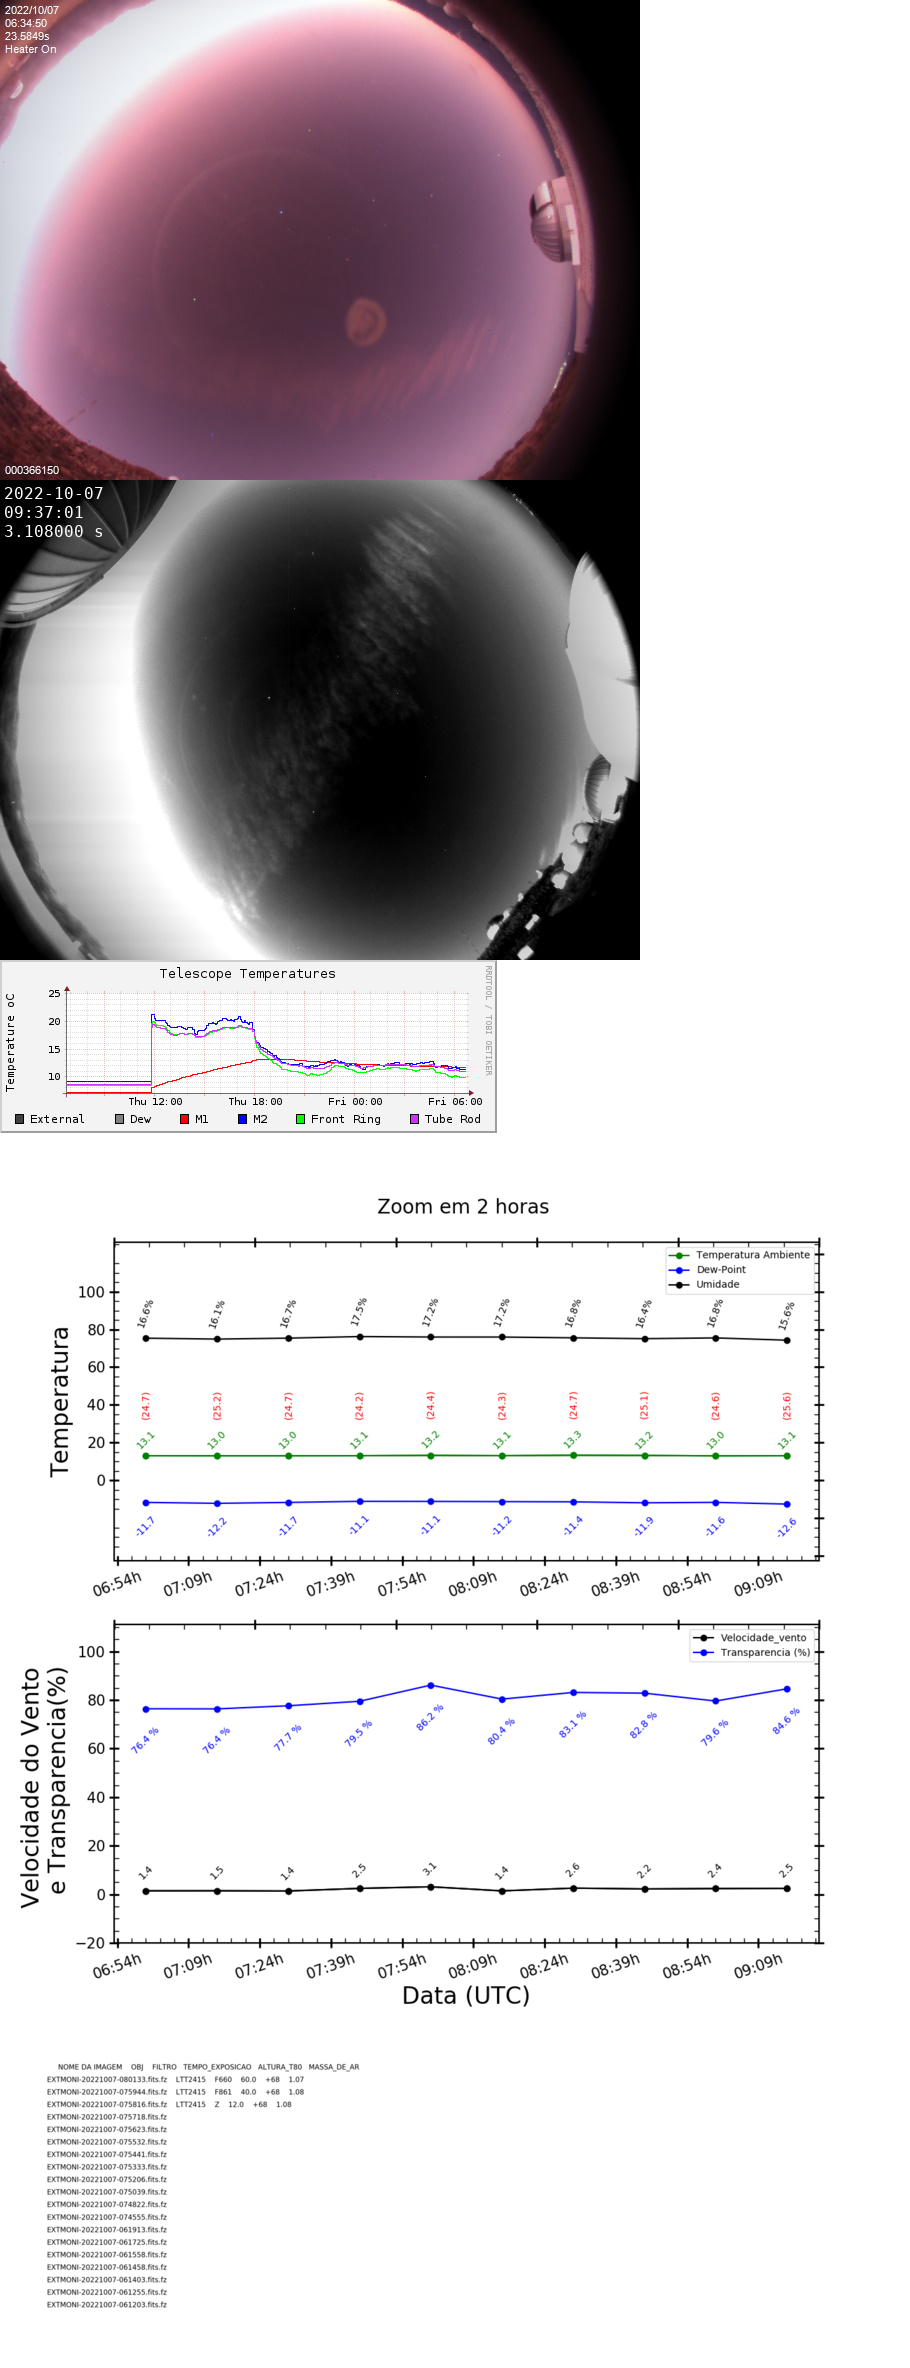 2022/10/07
06:34:50
23.5849s
Heater On
000366150
2022-10-07
09:37:01
3.108000 s
Telescope Temperatures
RRDTOOL / TOBI OETIKER
Temperature oC
25
20
15
10
Thu 12:00 Thu 18:00 Fri 00:00 Fri 06:00
External Dew M1 M2 Front Ring Tube Rod
Zoom em 2 horas
Temperatura Ambiente
Dew-Point
Umidade
Temperatura
100
80
60
40
20
0
16.6% 16.1% 16.7% 17.5% 17.2% 17.2% 16.8% 16.4% 16.8% 15.6%
(24.7) (25.2) (24.7) (24.2) (24.4) (24.3) (24.7) (25.1) (24.6) (25.6)
13.1 13.0 13.0 13.1 13.2 13.1 13.3 13.2 13.0 13.1
-11.7 -12.2 -11.7 -11.1 -11.1 -11.2 -11.4 -11.9 -11.6 -12.6
06:54h 07:09h 07:24h 07:39h 07:54h 08:09h 08:24h 08:39h 08:54h 09:09h
Velocidade_vento
Transparencia (%)
Velocidade do Vento
e Transparencia(%)
100
80
60
40
20
0
−20
76.4 % 76.4 % 77.7 % 79.5 % 86.2 % 80.4 % 83.1 % 82.8 % 79.6 % 84.6 %
1.4 1.5 1.4 2.5 3.1 1.4 2.6 2.2 2.4 2.5
06:54h 07:09h 07:24h 07:39h 07:54h 08:09h 08:24h 08:39h 08:54h 09:09h
Data (UTC)
NOME DA IMAGEM OBJ FILTRO TEMPO_EXPOSICAO ALTURA_T80 MASSA_DE_AR
EXTMONI-20221007-080133.fits.fz LTT2415 F660 60.0 +68 1.07
EXTMONI-20221007-075944.fits.fz LTT2415 F861 40.0 +68 1.08
EXTMONI-20221007-075816.fits.fz LTT2415 Z 12.0 +68 1.08
EXTMONI-20221007-075718.fits.fz
EXTMONI-20221007-075623.fits.fz
EXTMONI-20221007-075532.fits.fz
EXTMONI-20221007-075441.fits.fz
EXTMONI-20221007-075333.fits.fz
EXTMONI-20221007-075206.fits.fz
EXTMONI-20221007-075039.fits.fz
EXTMONI-20221007-074822.fits.fz
EXTMONI-20221007-074555.fits.fz
EXTMONI-20221007-061913.fits.fz
EXTMONI-20221007-061725.fits.fz
EXTMONI-20221007-061558.fits.fz
EXTMONI-20221007-061458.fits.fz
EXTMONI-20221007-061403.fits.fz
EXTMONI-20221007-061255.fits.fz
EXTMONI-20221007-061203.fits.fz